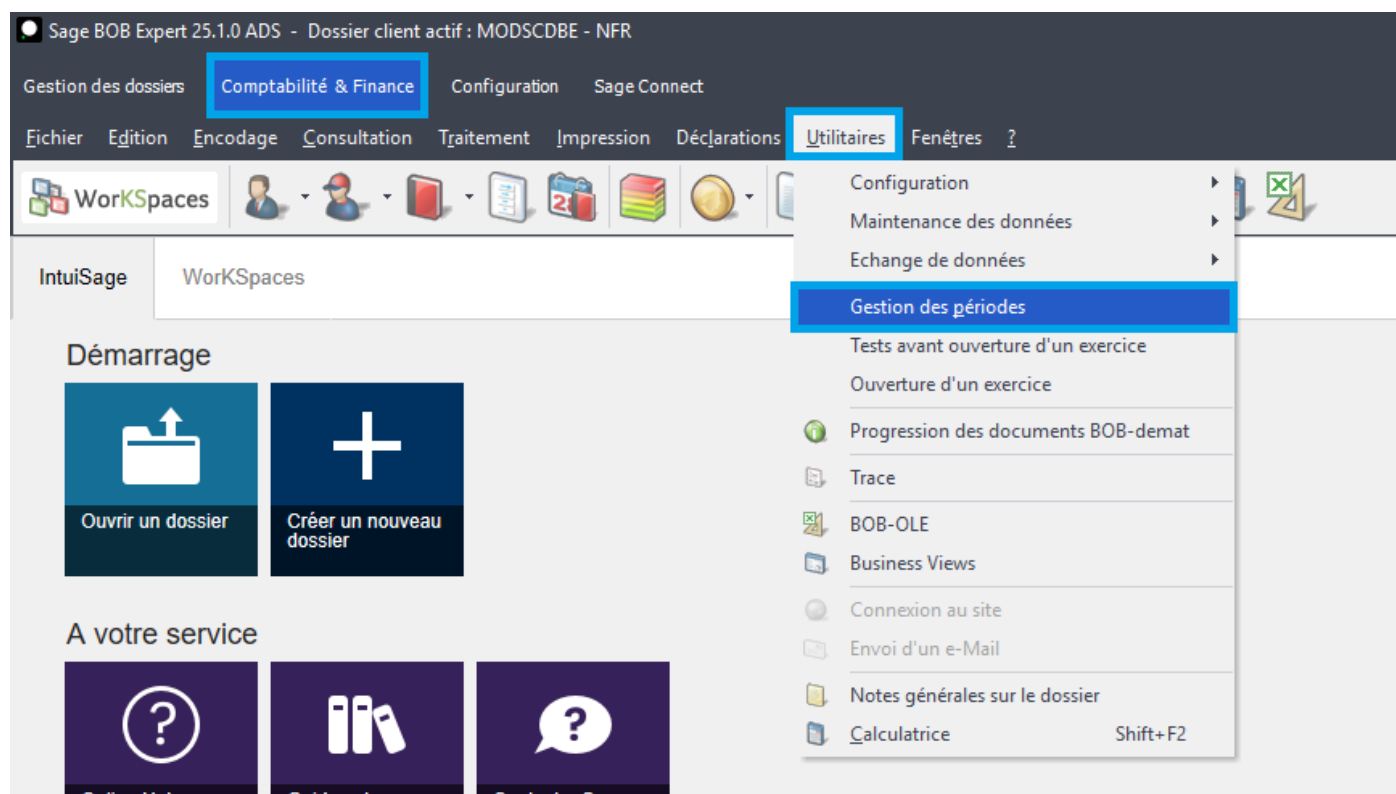 Sage BOB Expert 25.1.0 ADS - Dossier client actif : MODSCDBE - NFR
Gestion des dossiers Comptabilité & Finance Configuration Sage Connect
Fichier Edition Encodage Consultation Traitement Impression Déclarations Utilitaires Fenêtres ?
WorKSpaces
28
Configuration
Maintenance des données
Echange de données
Gestion des périodes
Tests avant ouverture d'un exercice
Ouverture d'un exercice
Progression des documents BOB-demat
Trace
BOB-OLE
Business Views
Connexion au site
Envoi d'un e-Mail
Notes générales sur le dossier
Calculatrice Shift+F2
IntuiSage WorKSpaces
Démarrage
Ouvrir un dossier
Créer un nouveau
dossier
A votre service